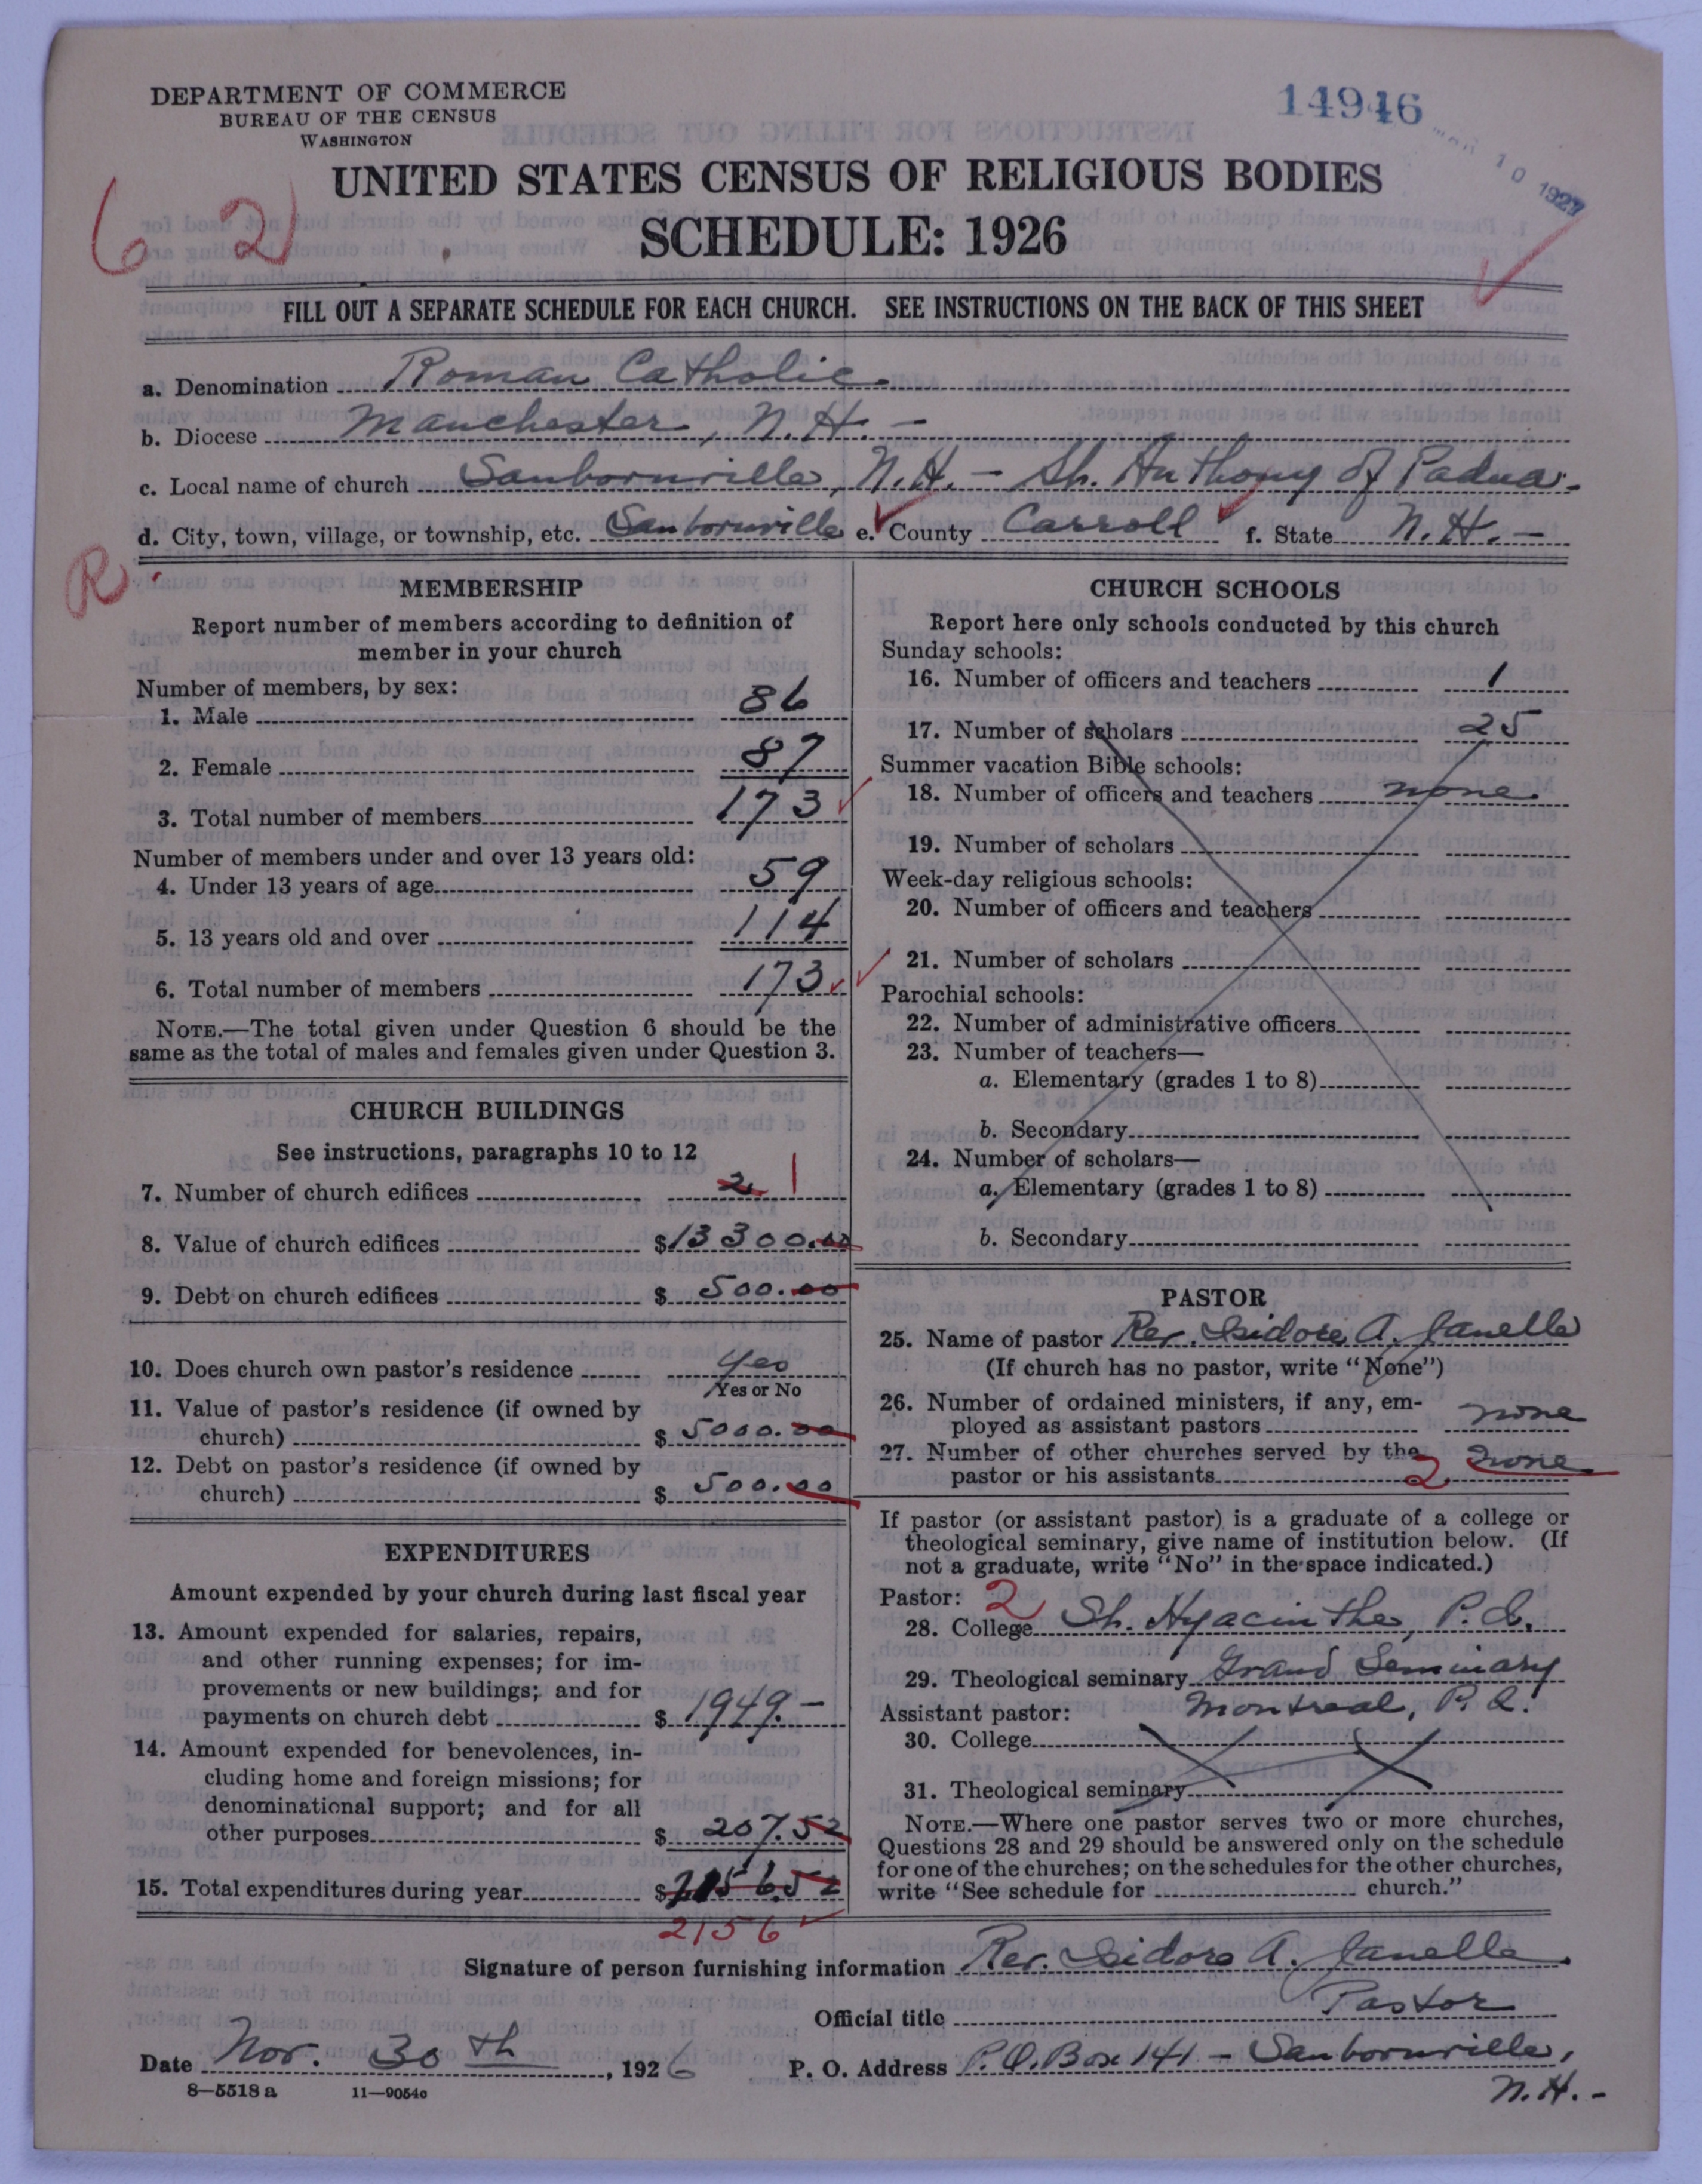 DEPARTMENT OF COMMERCE
BUREAU OF THE CENSUS
WASHINGTON
14946
10 1927
UNITED STATES CENSUS OF RELIGIOUS BODIES
SCHEDULE: 1926
62
FILL OUT A SEPARATE SCHEDULE FOR EACH CHURCH. SEE INSTRUCTIONS ON THE BACK OF THIS SHEET
a. Denomination Roman Catholic.
b. Diocese Manchester, N.H. -
c. Local name of church Sanbornville, N.H. - St. Anthony of Padua. -
d. City, town, village, or township, etc. Sanbornville e. County Carroll f. State N.H. -
R
MEMBERSHIP
Report number of members according to definition of
member in your church
Number of members, by sex:
1. Male 86
2. Female 87
3. Total number of members 173
Number of members under and over 13 years old:
4. Under 13 years of age 59
5. 13 years old and over 114
6. Total number of members 173
NOTE.—The total given under Question 6 should be the
same as the total of males and females given under Question 3.
CHURCH BUILDINGS
See instructions, paragraphs 10 to 12
7. Number of church edifices 2 1
8. Value of church edifices $13300.00
9. Debt on church edifices $ 500.00
10. Does church own pastor's residence Yes
Yes or No
11. Value of pastor's residence (if owned by
church) $ 5000.00
12. Debt on pastor's residence (if owned by
church) $ 500.00
EXPENDITURES
Amount expended by your church during last fiscal year
13. Amount expended for salaries, repairs,
and other running expenses; for im-
provements or new buildings; and for
payments on church debt $ 1949.-
14. Amount expended for benevolences, in-
cluding home and foreign missions; for
denominational support; and for all
other purposes $ 207.52
15. Total expenditures during year $2156.52
2156
CHURCH SCHOOLS
Report here only schools conducted by this church
Sunday schools:
16. Number of officers and teachers 1
17. Number of scholars 25
Summer vacation Bible schools:
18. Number of officers and teachers none
19. Number of scholars
Week-day religious schools:
20. Number of officers and teachers
21. Number of scholars
Parochial schools:
22. Number of administrative officers
23. Number of teachers—
a. Elementary (grades 1 to 8)
b. Secondary
24. Number of scholars—
a. Elementary (grades 1 to 8)
b. Secondary
PASTOR
25. Name of pastor Rev. Isidore A. Janelle
(If church has no pastor, write "None")
26. Number of ordained ministers, if any, em-
ployed as assistant pastors none
27. Number of other churches served by the
pastor or his assistants 2 none
If pastor (or assistant pastor) is a graduate of a college or
theological seminary, give name of institution below. (If
not a graduate, write "No" in the space indicated.)
Pastor: 2
28. College St. Hyacinthe, P.Q.
29. Theological seminary Grand Seminary
Assistant pastor: Montreal, P.Q.
30. College
31. Theological seminary
NOTE.—Where one pastor serves two or more churches,
Questions 28 and 29 should be answered only on the schedule
for one of the churches; on the schedules for the other churches,
write "See schedule for church."
Signature of person furnishing information Rev. Isidore A. Janelle.
Official title Pastor
Date Nov. 30th, 1926 P. O. Address P.O. Box 141 - Sanbornville,
N.H. -
8—5518 a 11—9054c